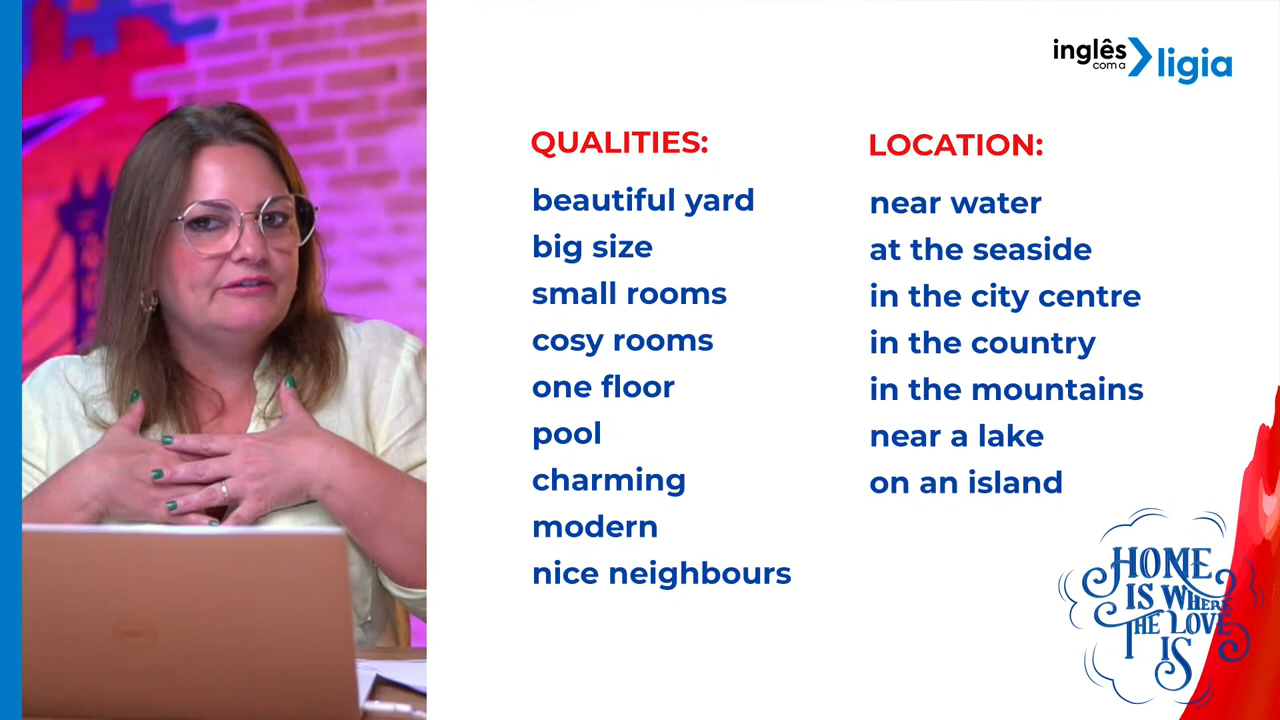 inglês
com a
ligia
QUALITIES:
beautiful yard
big size
small rooms
cosy rooms
one floor
pool
charming
modern
nice neighbours
LOCATION:
near water
at the seaside
in the city centre
in the country
in the mountains
near a lake
on an island
HOME
IS WHERE
THE LOVE
IS